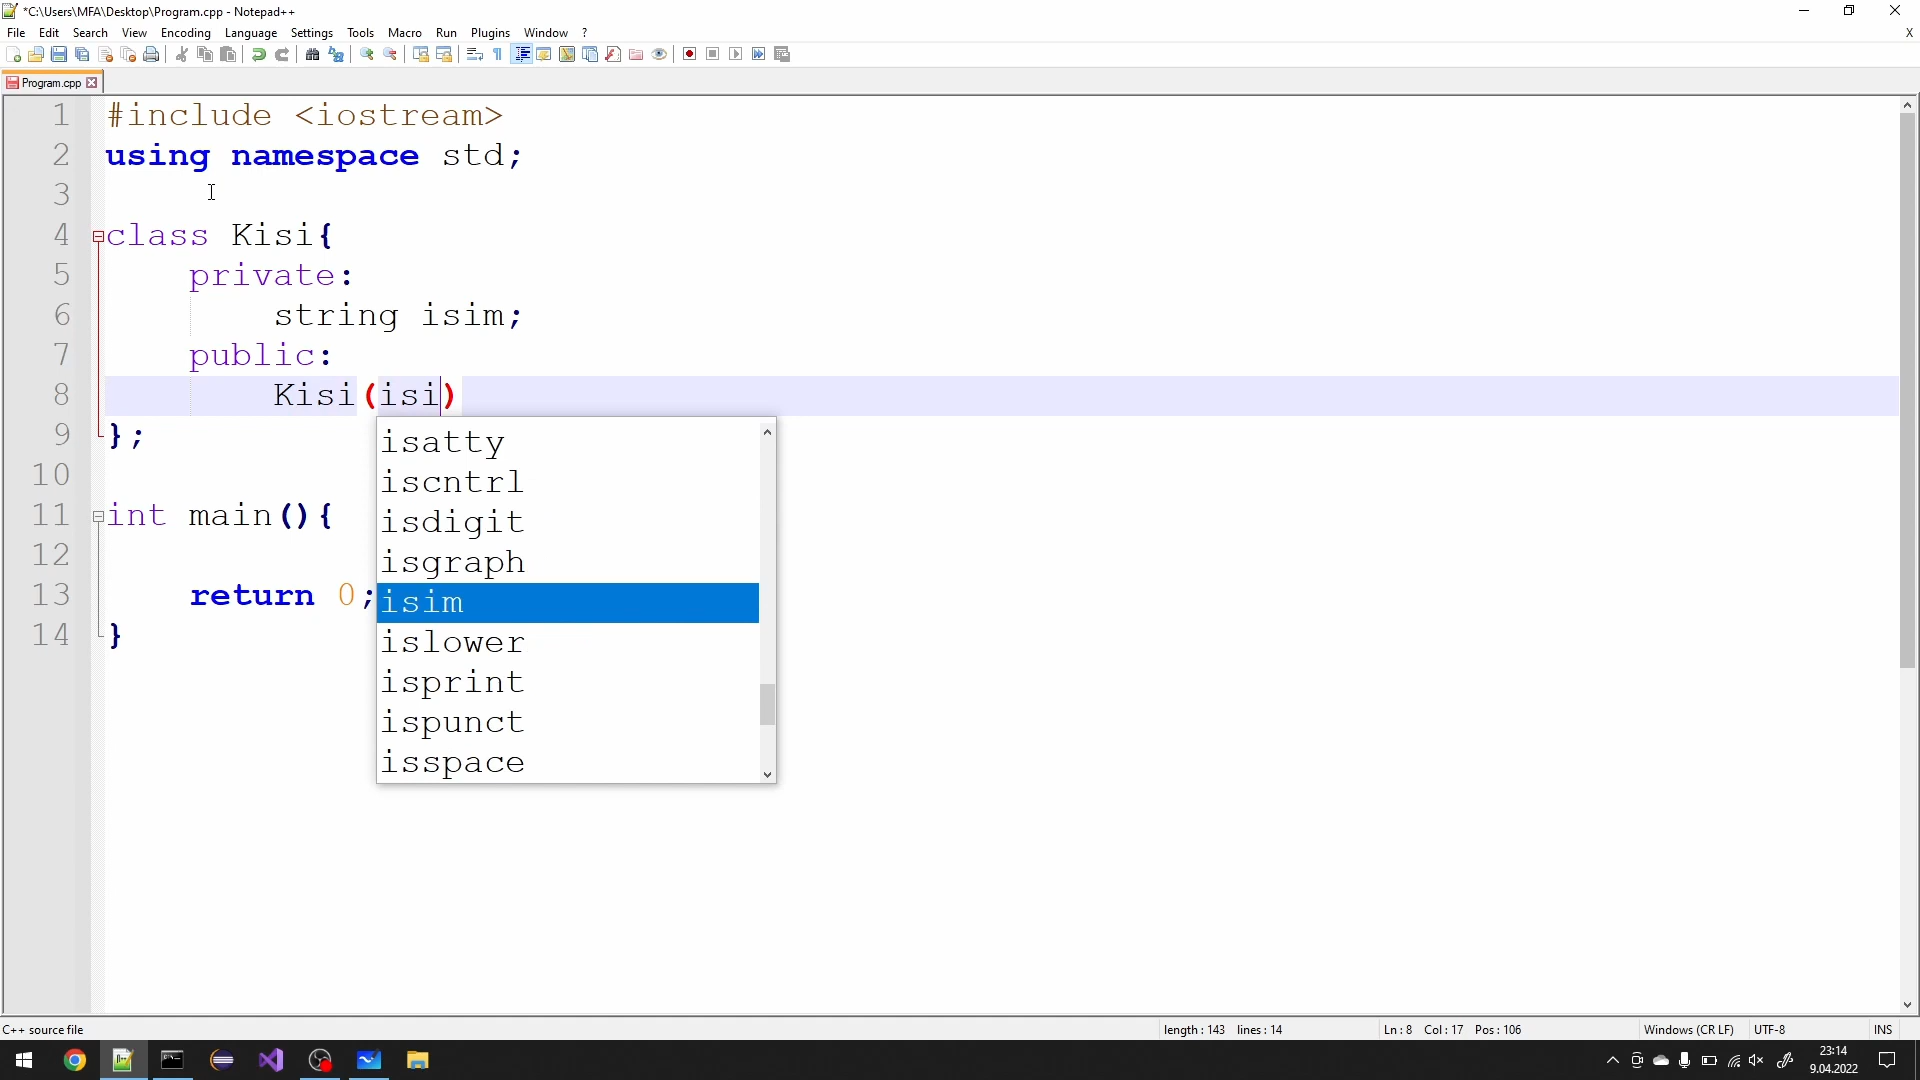 *C:\Users\MFA\Desktop\Program.cpp - Notepad++
File Edit Search View Encoding Language Settings Tools Macro Run Plugins Window ? X
Program.cpp
1 #include <iostream>
2 using namespace std;
3
4 class Kisi{
5 private:
6 string isim;
7 public:
8 Kisi(isi)
9 };
10
11 int main(){
12
13 return 0;
14 }
isatty
iscntrl
isdigit
isgraph
isim
islower
isprint
ispunct
isspace
C++ source file length : 143 lines : 14 Ln : 8 Col : 17 Pos : 106 Windows (CR LF) UTF-8 INS
23:14
9.04.2022